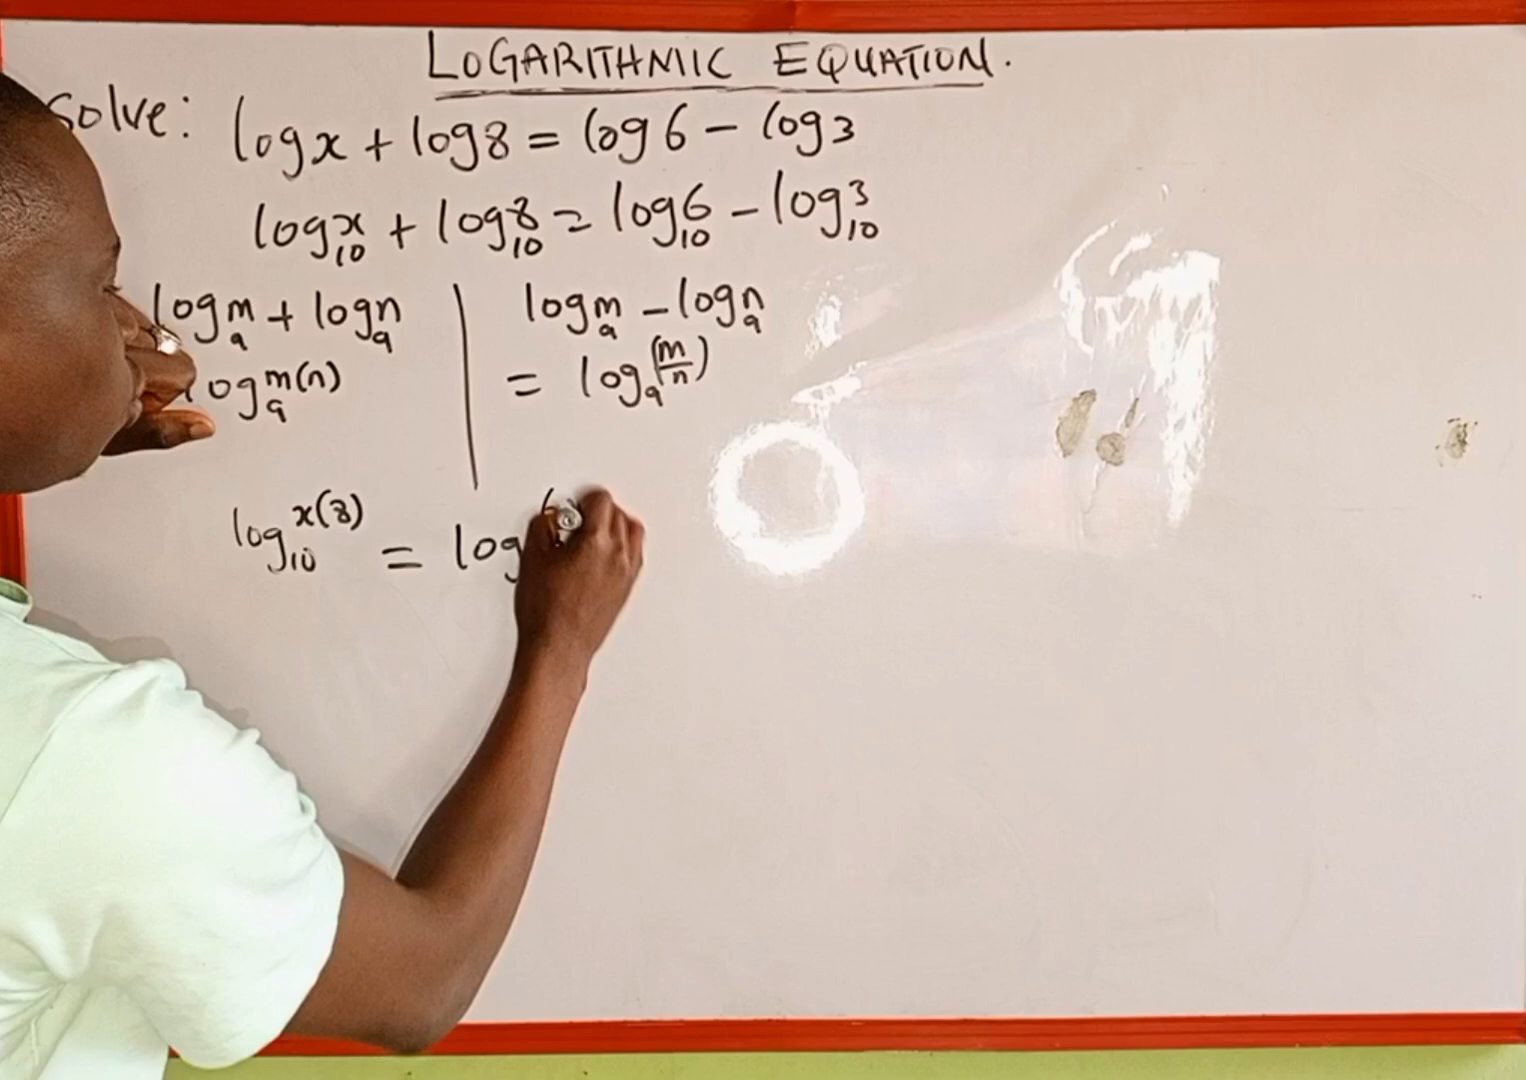 LOGARITHMIC EQUATION.
Solve: log x + log 8 = log 6 - log 3
log₁₀x + log₁₀8 = log₁₀6 - log₁₀3
logₐm + logₐn | logₐm - logₐn
logₐm(n) | = logₐ(m/n)
log₁₀x(8) = log (